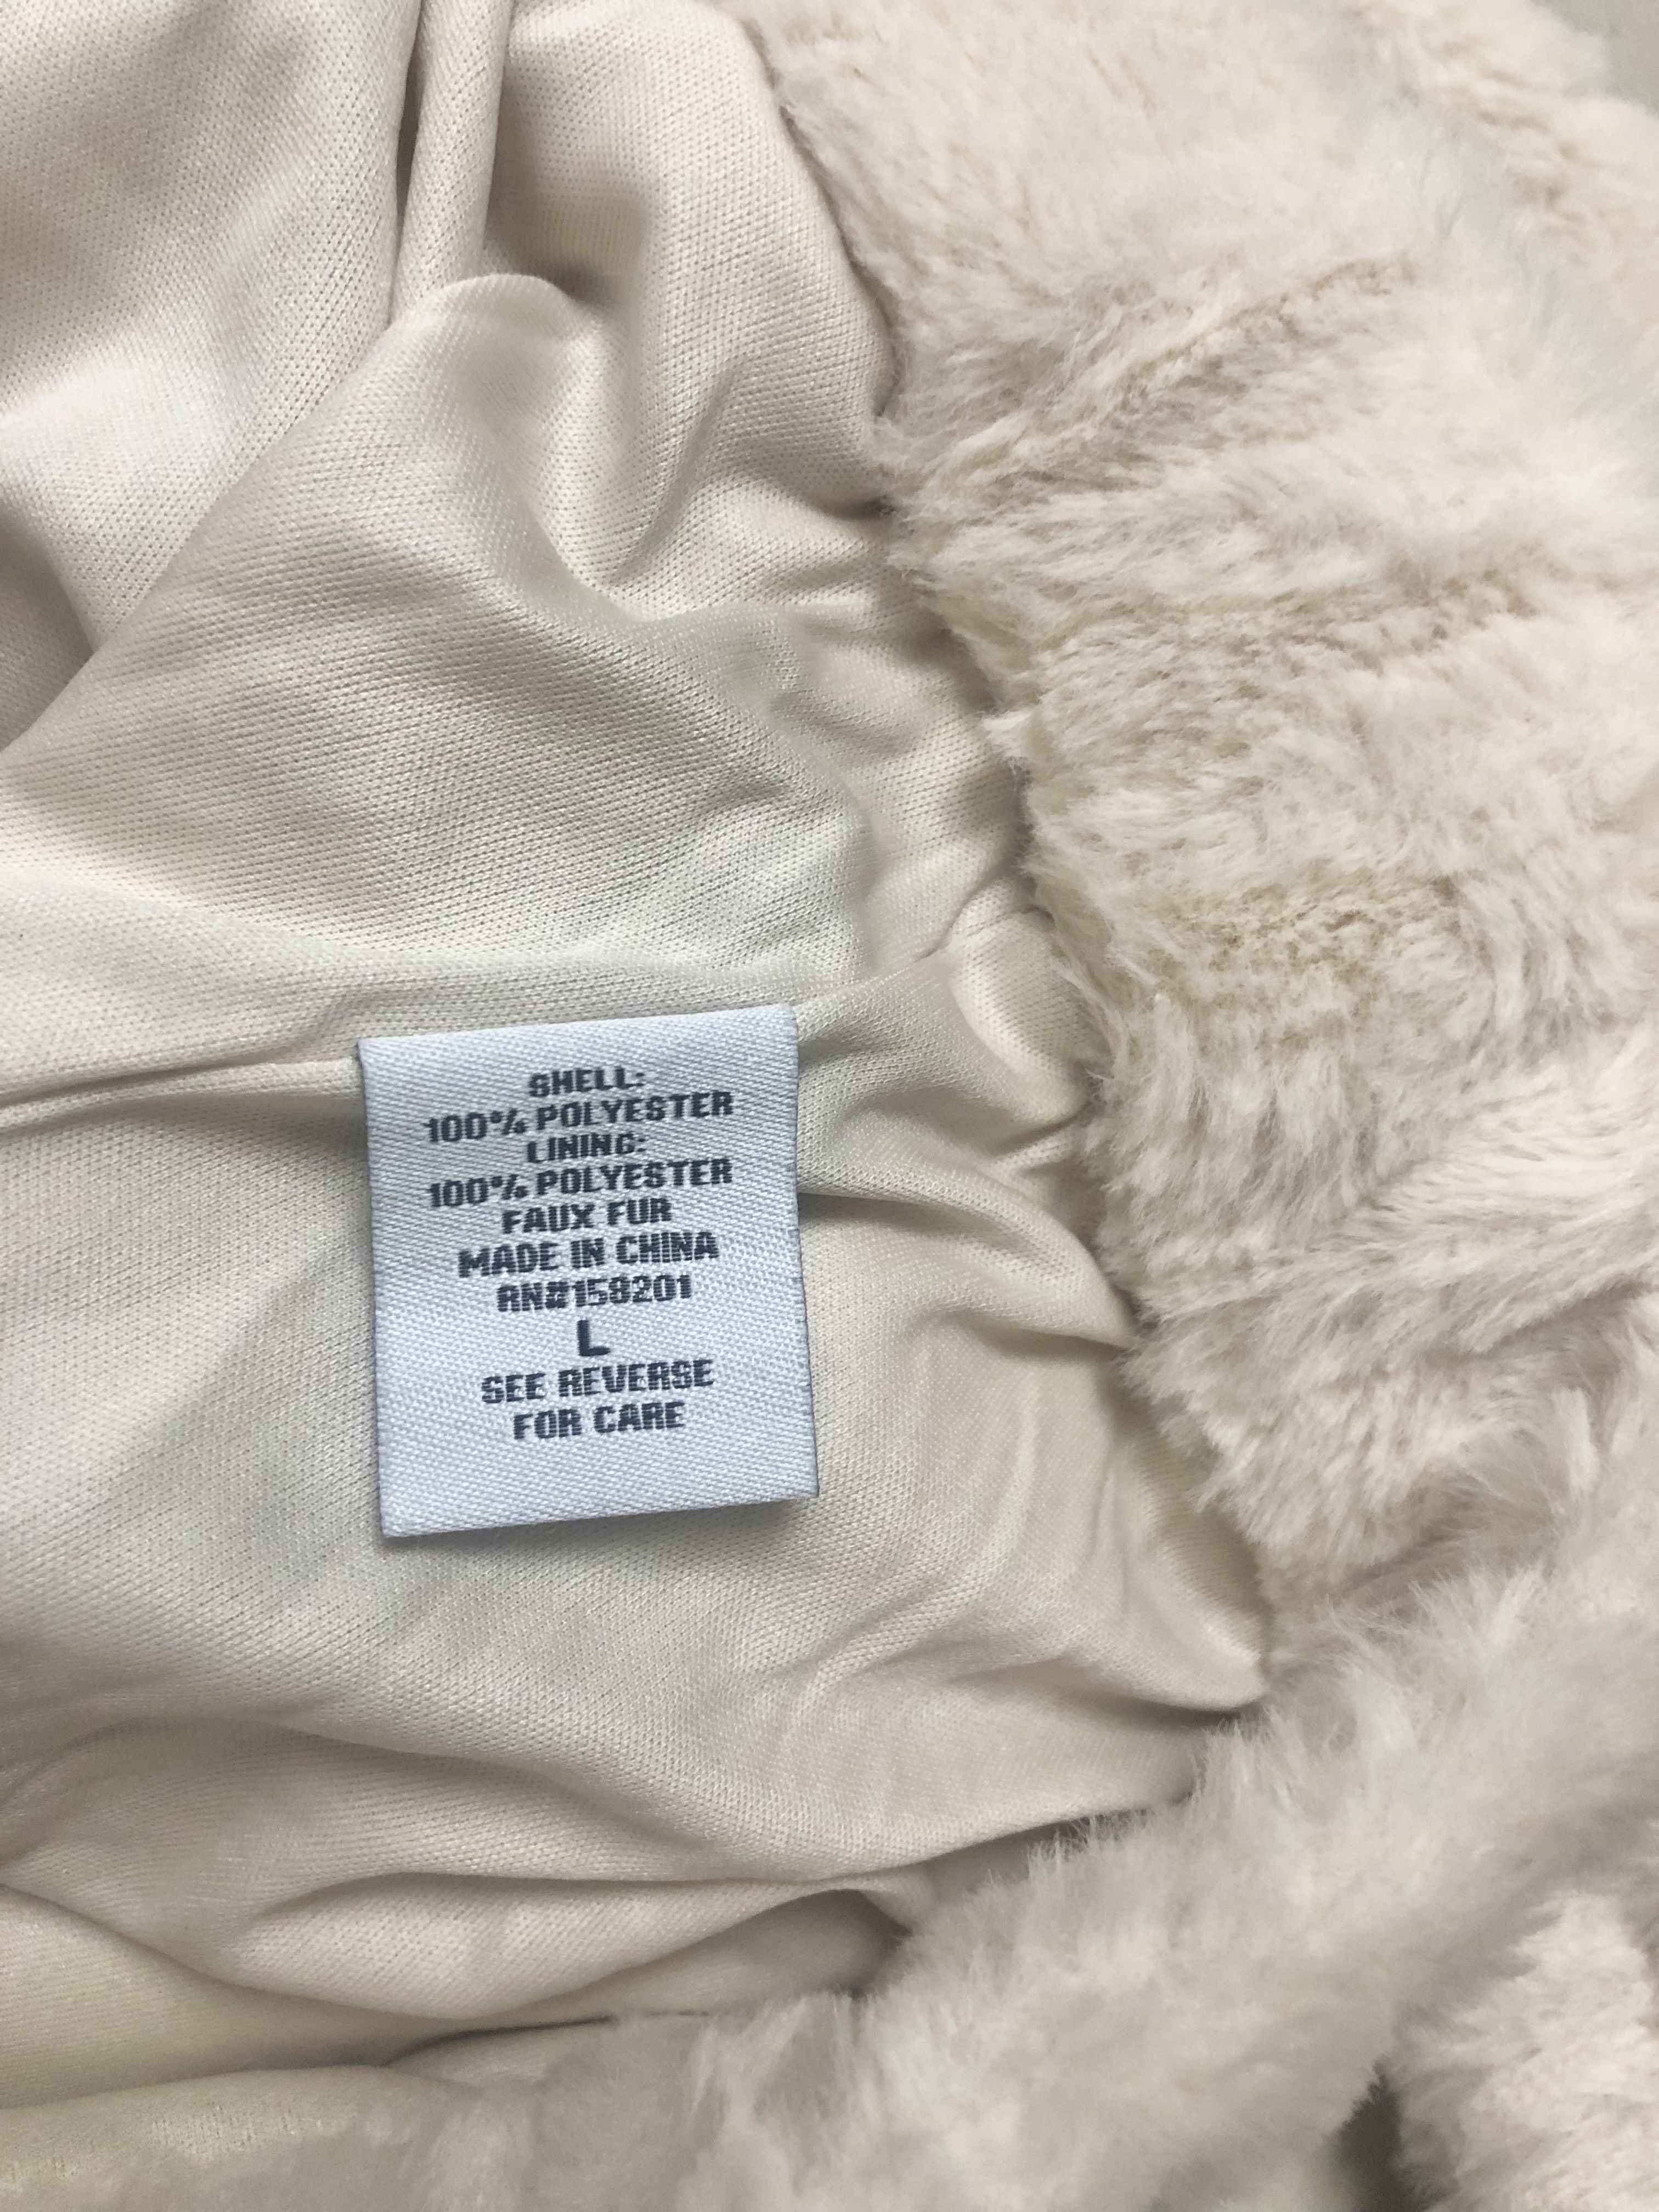 SHELL:
100% POLYESTER
LINING:
100% POLYESTER
FAUX FUR
MADE IN CHINA
RN#158201
L
SEE REVERSE
FOR CARE